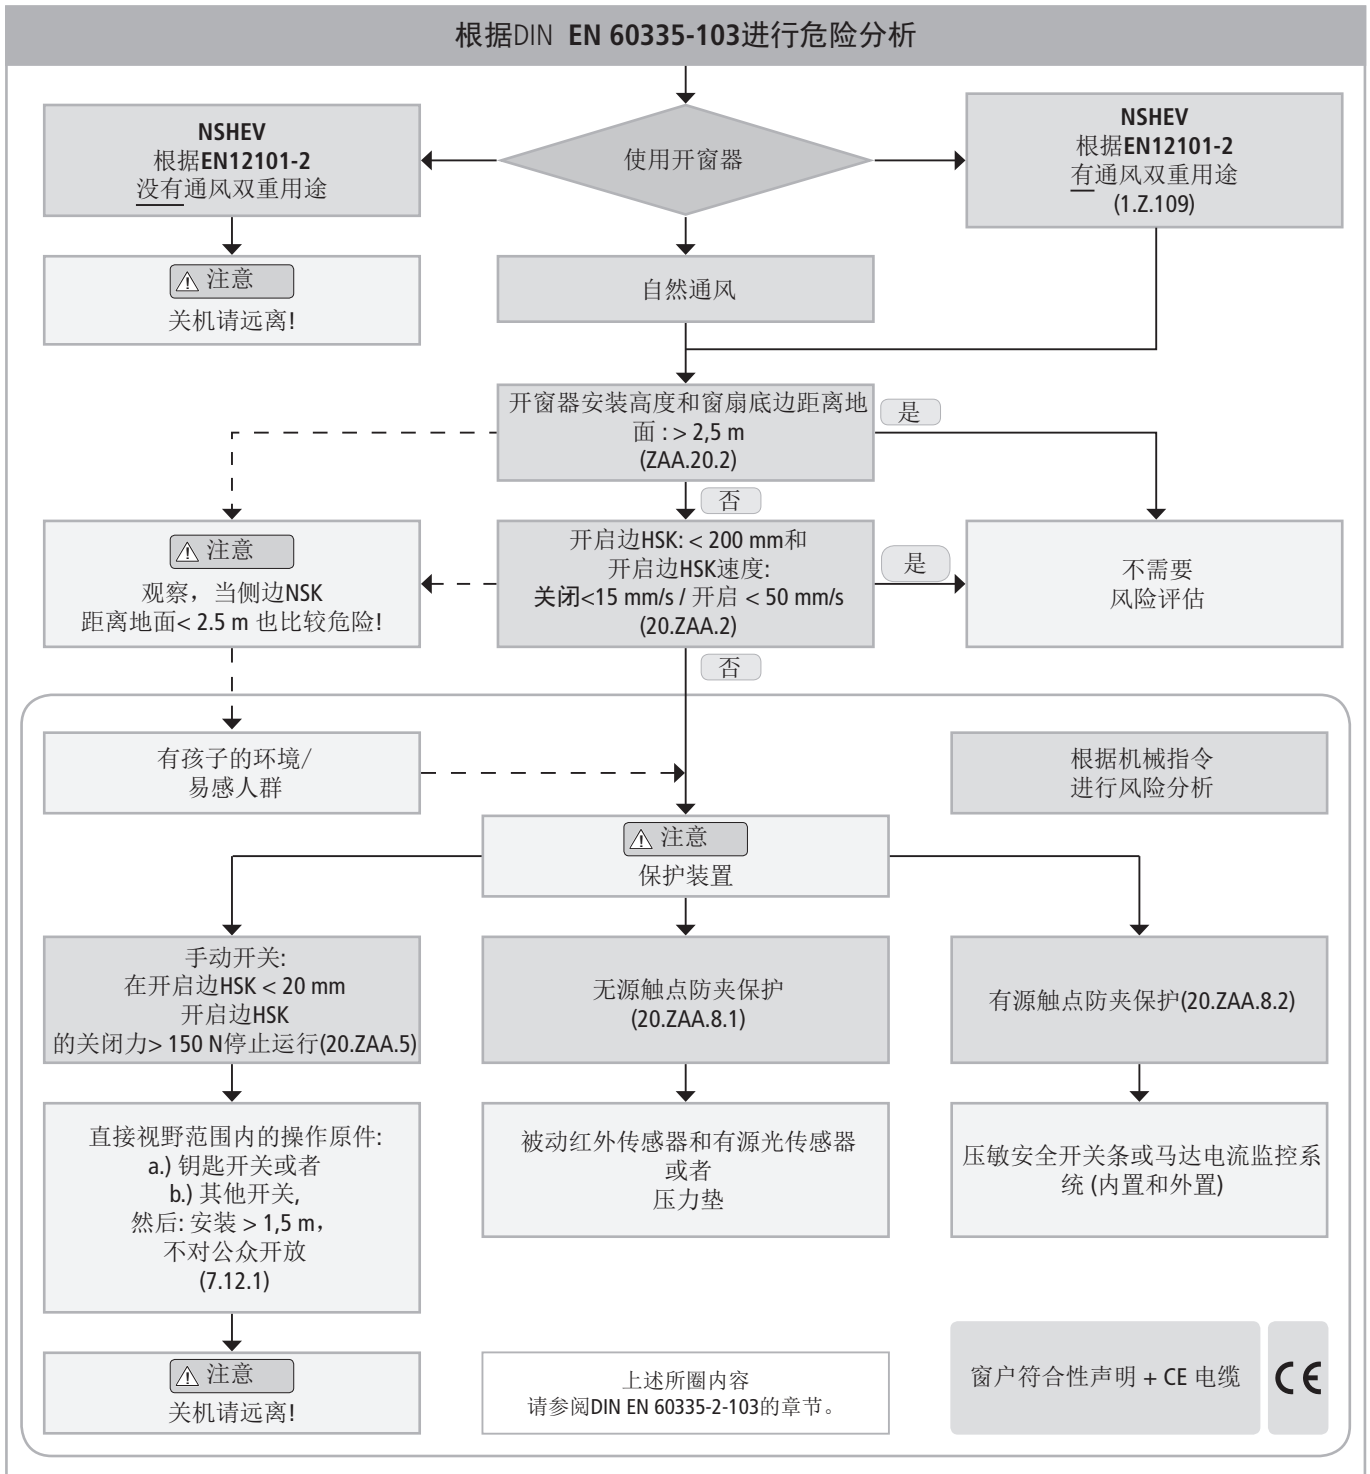 根据DIN EN 60335-103进行危险分析
NSHEV
根据EN12101-2
没有通风双重用途
使用开窗器
NSHEV
根据EN12101-2
有通风双重用途
(1.Z.109)
注意
关机请远离!
自然通风
开窗器安装高度和窗扇底边距离地
面 : > 2,5 m
(ZAA.20.2)
是
否
注意
观察，当侧边NSK
距离地面< 2.5 m 也比较危险!
开启边HSK: < 200 mm和
开启边HSK速度:
关闭<15 mm/s / 开启 < 50 mm/s
(20.ZAA.2)
是
不需要
风险评估
否
有孩子的环境/
易感人群
根据机械指令
进行风险分析
注意
保护装置
手动开关:
在开启边HSK < 20 mm
开启边HSK
的关闭力> 150 N停止运行(20.ZAA.5)
无源触点防夹保护
(20.ZAA.8.1)
有源触点防夹保护(20.ZAA.8.2)
直接视野范围内的操作原件:
a.) 钥匙开关或者
b.) 其他开关,
然后: 安装 > 1,5 m，
不对公众开放
(7.12.1)
被动红外传感器和有源光传感器
或者
压力垫
压敏安全开关条或马达电流监控系
统 (内置和外置)
注意
关机请远离!
上述所圈内容
请参阅DIN EN 60335-2-103的章节。
窗户符合性声明 + CE 电缆
CE